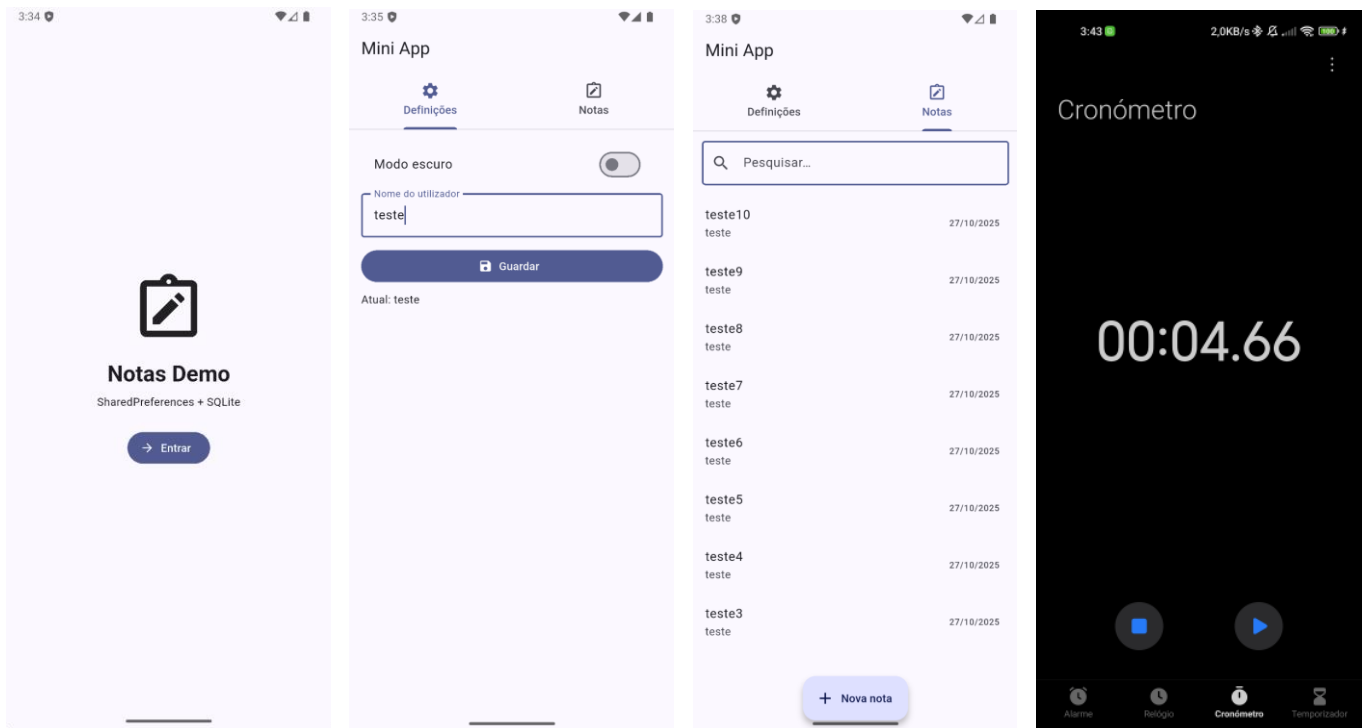 3:34
Notas Demo
SharedPreferences + SQLite
Entrar
3:35
Mini App
Definições
Notas
Modo escuro
Nome do utilizador
teste
Guardar
Atual: teste
3:38
Mini App
Definições
Notas
Pesquisar...
teste10
teste
27/10/2025
teste9
teste
27/10/2025
teste8
teste
27/10/2025
teste7
teste
27/10/2025
teste6
teste
27/10/2025
teste5
teste
27/10/2025
teste4
teste
27/10/2025
teste3
teste
27/10/2025
+ Nova nota
3:43
2,0KB/s
100
Cronómetro
00:04.66
Alarme
Relógio
Cronómetro
Temporizador